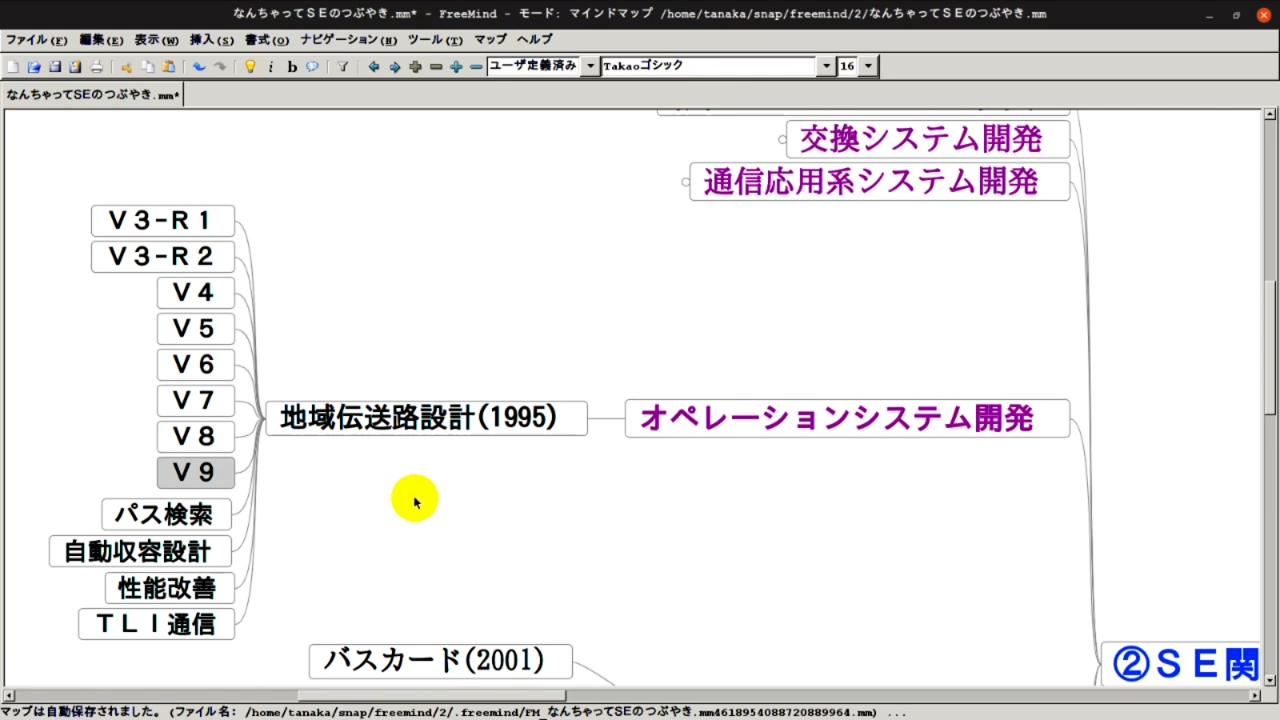 なんちゃってＳＥのつぶやき.mm* - FreeMind - モード: マインドマップ /home/tanaka/snap/freemind/2/なんちゃってＳＥのつぶやき.mm
ファイル(F) 編集(E) 表示(W) 挿入(S) 書式(O) ナビゲーション(N) ツール(T) マップ ヘルプ
i b ユーザ定義済み Takaoゴシック 16
なんちゃってSEのつぶやき.mm*
交換システム開発
通信応用系システム開発
Ｖ３-Ｒ１
Ｖ３-Ｒ２
Ｖ４
Ｖ５
Ｖ６
Ｖ７
地域伝送路設計(1995)
オペレーションシステム開発
Ｖ８
Ｖ９
パス検索
自動収容設計
性能改善
ＴＬＩ通信
バスカード(2001)
②ＳＥ関
マップは自動保存されました。(ファイル名: /home/tanaka/snap/freemind/2/.freemind/FM_なんちゃってSEのつぶやき.mm4618954088720889964.mm) ...